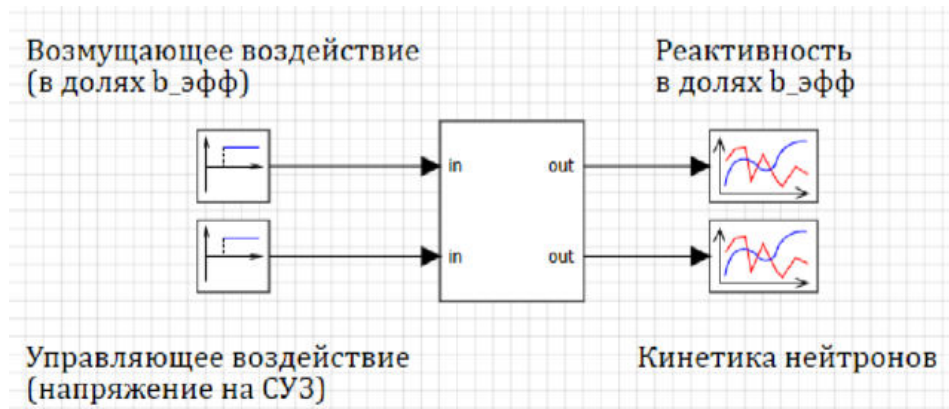 Возмущающее воздействие
(в долях b_эфф)
Реактивность
в долях b_эфф
in
out
in
out
Управляющее воздействие
(напряжение на СУЗ)
Кинетика нейтронов